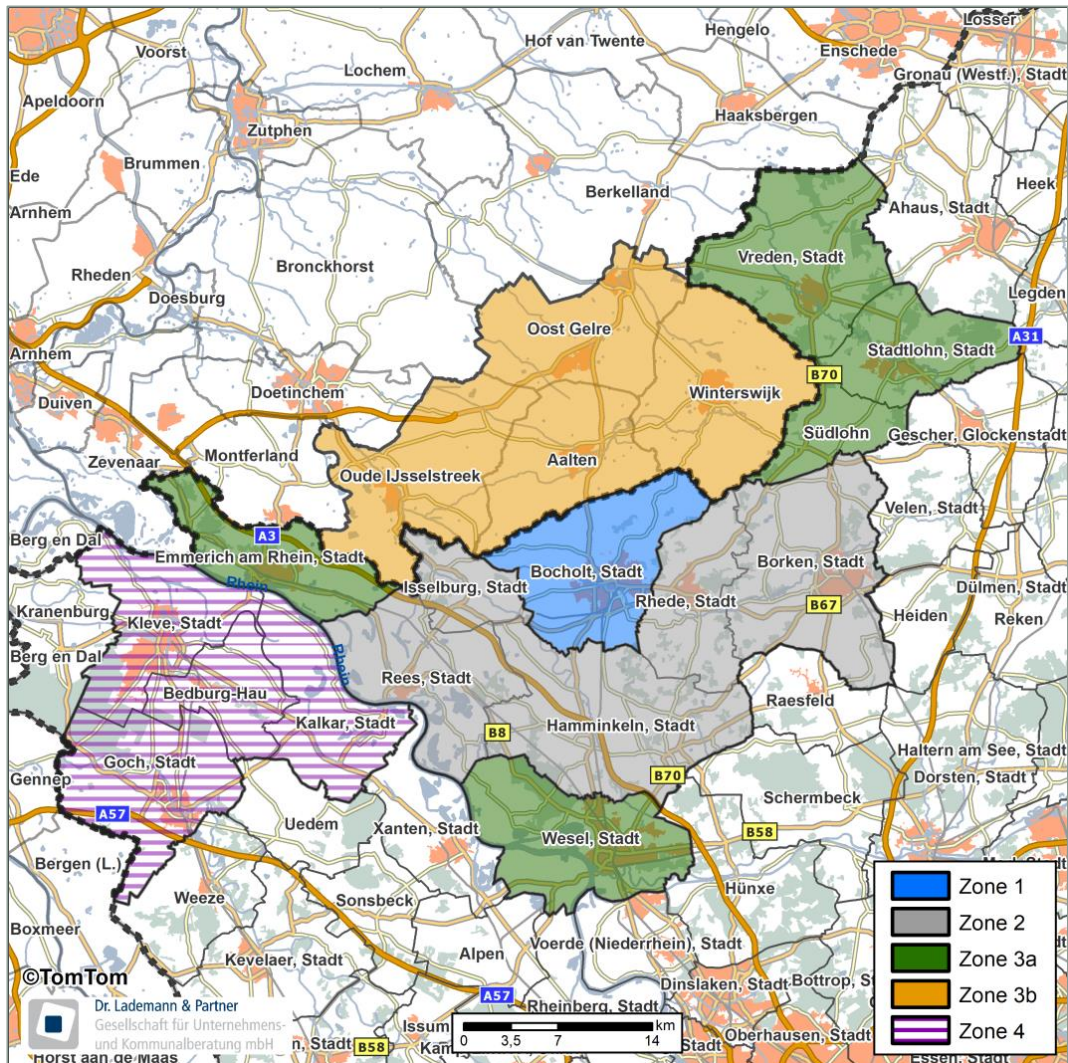 Losser
Hengelo
Hof van Twente
Voorst
Enschede
Lochem
Gronau (Westf.), Stadt
Apeldoorn
Haaksbergen
Zutphen
Brummen
Ede
Heek
Berkelland
Arnhem
Ahaus, Stadt
Vreden, Stadt
Bronckhorst
Rheden
Doesburg
Legden
Oost Gelre
A31
Arnhem
Stadtlohn, Stadt
B70
Doetinchem
Winterswijk
Duiven
Südlohn
Gescher, Glockenstadt
Montferland
Aalten
Zevenaar
Oude IJsselstreek
Velen, Stadt
A3
Berg en Dal
Emmerich am Rhein, Stadt
Borken, Stadt
Bocholt, Stadt
Rhein
Isselburg, Stadt
Dülmen, Stadt
Rhede, Stadt
B67
Kranenburg
Heiden
Reken
Kleve, Stadt
Berg en Dal
Rhein
Rees, Stadt
Bedburg-Hau
Raesfeld
Kalkar, Stadt
Hamminkeln, Stadt
B8
Haltern am See, Stadt
Goch, Stadt
Gennep
B70
Dorsten, Stadt
Schermbeck
A57
Uedem
Xanten, Stadt
B58
Wesel, Stadt
Bergen (L.)
Hünxe
Weeze
Sonsbeck
Zone 1
Zone 2
Zone 3a
Zone 3b
Zone 4
Boxmeer
Voerde (Niederrhein), Stadt
Alpen
Kevelaer, Stadt
©TomTom
Dinslaken, Stadt
Bottrop, St
A57
Rheinberg, Stadt
Dr. Lademann & Partner
Gesellschaft für Unternehmens-
und Kommunalberatung mbH
Issum
km
0 3,5 7 14
Oberhausen, Stadt
B58
Horst aan de Maas
Essen, Stadt